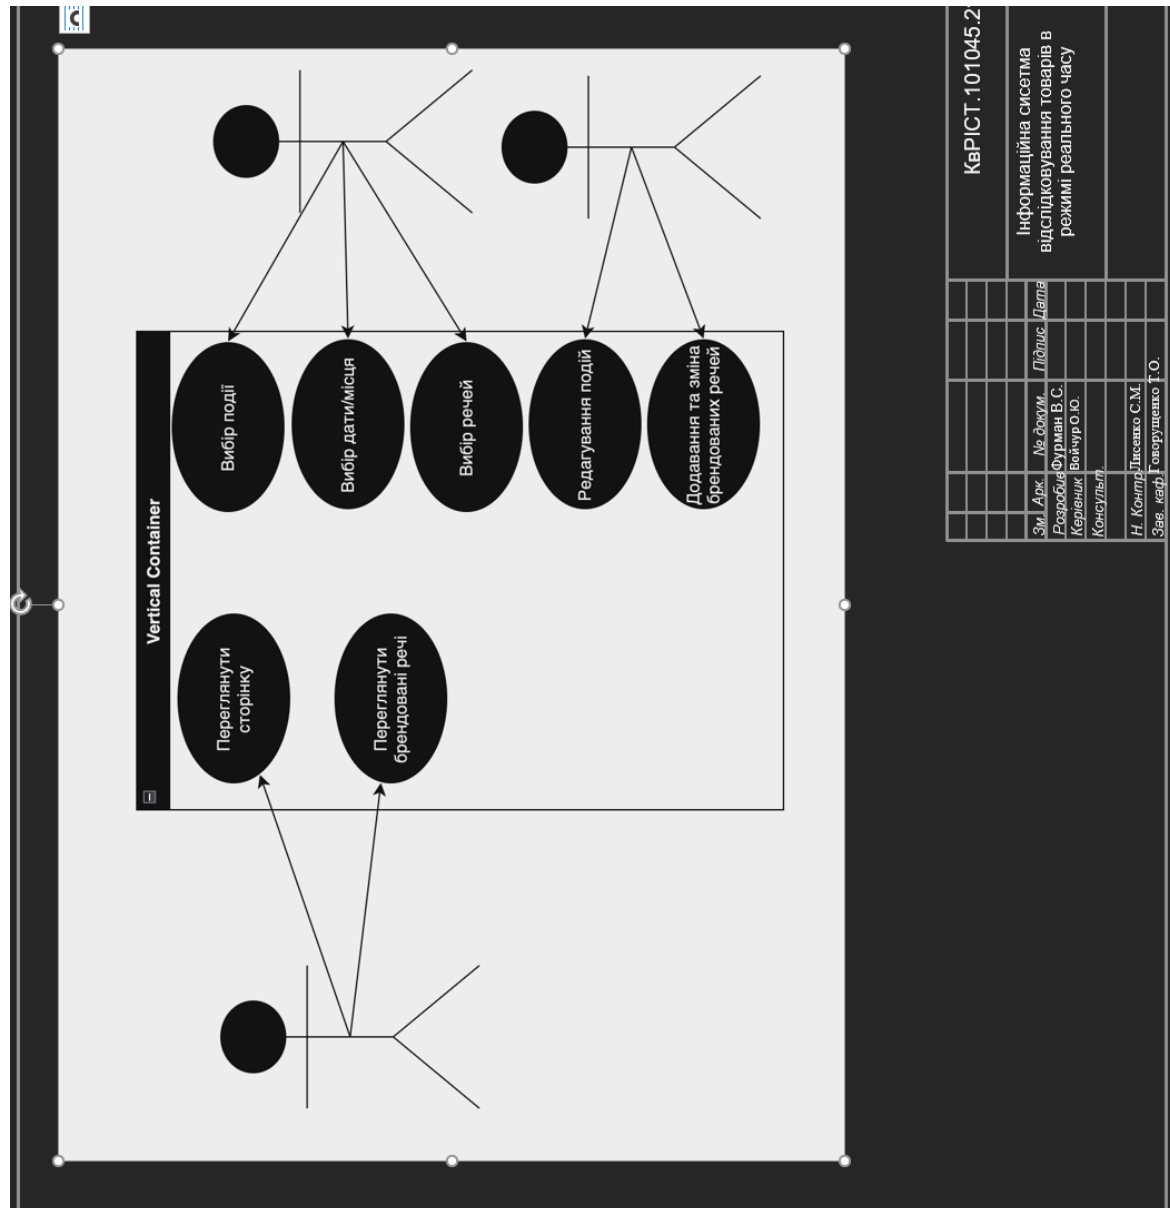 Vertical Container
Переглянути
сторінку
Переглянути
брендовані речі
Вибір події
Вибір дати/місця
Вибір речей
Редагування подій
Додавання та зміна
брендованих речей
КвРІСТ.101045.2
Інформаційна сисетма
відслідковування товарів в
режимі реального часу
Зм Арк. № докум. Підпис Дата
Розробив Фурман В.С.
Керівник Войчур О.Ю.
Консульт.
Н. Контр Лисенко С.М.
Зав. каф Говорущенко Т.О.